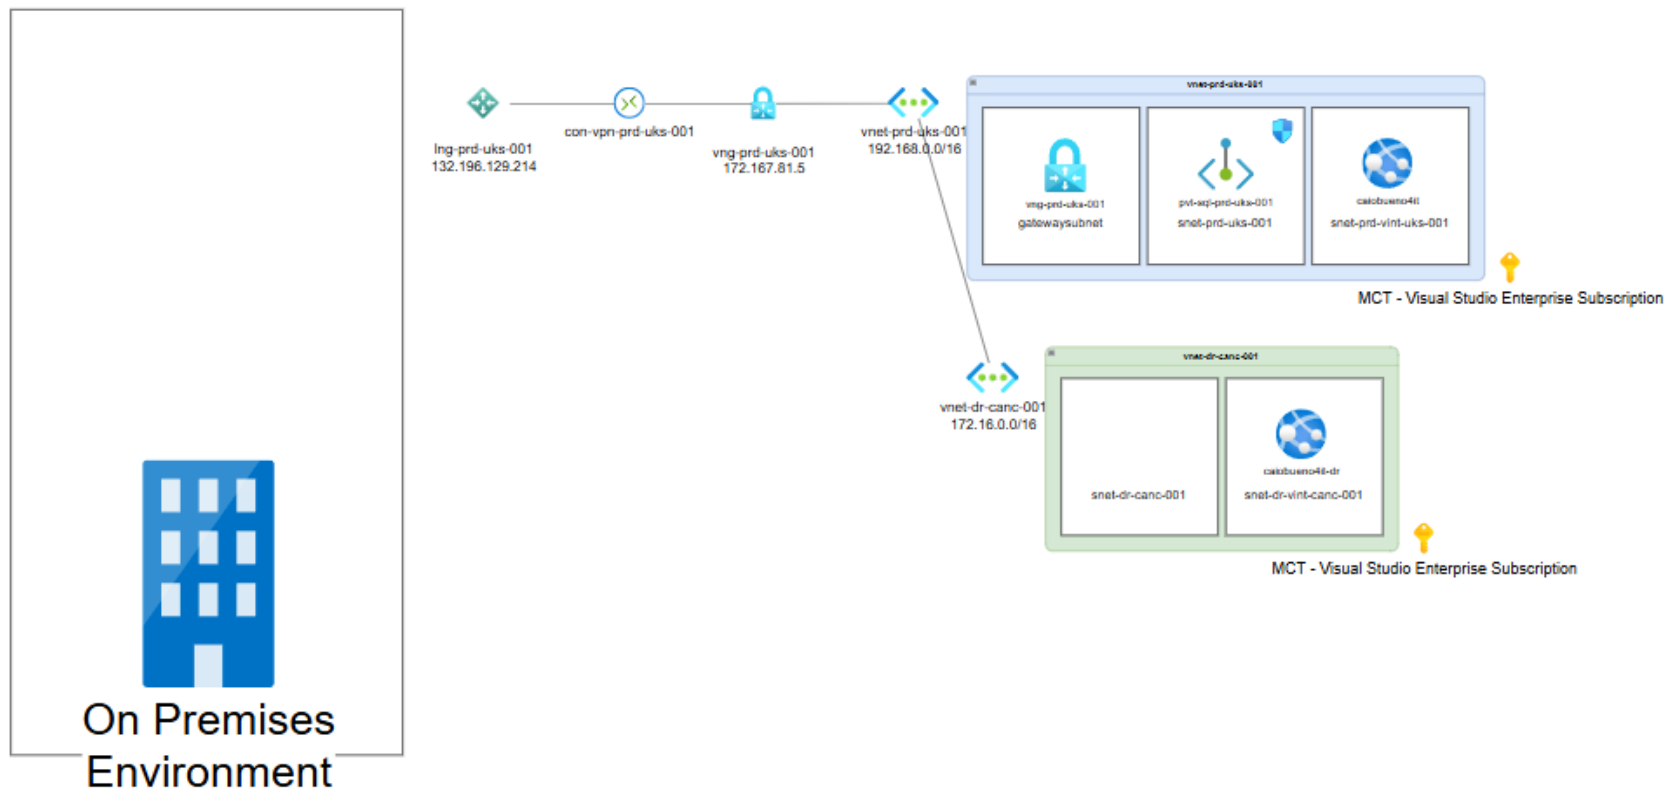 On Premises
Environment
lng-prd-uks-001
132.196.129.214
con-vpn-prd-uks-001
vng-prd-uks-001
172.167.81.5
vnet-prd-uks-001
192.168.0.0/16
vnet-prd-uks-001
vng-prd-uks-001
gatewaysubnet
pvt-sql-prd-uks-001
snet-prd-uks-001
caiobueno4it
snet-prd-vint-uks-001
MCT - Visual Studio Enterprise Subscription
vnet-dr-canc-001
172.16.0.0/16
vnet-dr-canc-001
snet-dr-canc-001
caiobueno4it-dr
snet-dr-vint-canc-001
MCT - Visual Studio Enterprise Subscription